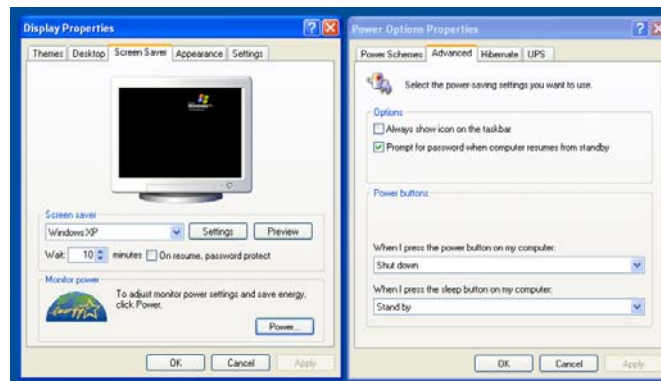 Display Properties
Themes Desktop Screen Saver Appearance Settings
Screen saver
Windows XP
Settings
Preview
Wait: 10 minutes On resume, password protect
Monitor power
To adjust monitor power settings and save energy,
click Power.
Power...
OK Cancel Apply
Power Options Properties
Power Schemes Advanced Hibernate UPS
Select the power-saving settings you want to use.
Options
Always show icon on the taskbar
Prompt for password when computer resumes from standby
Power buttons
When I press the power button on my computer:
Shut down
When I press the sleep button on my computer:
Stand by
OK Cancel Apply